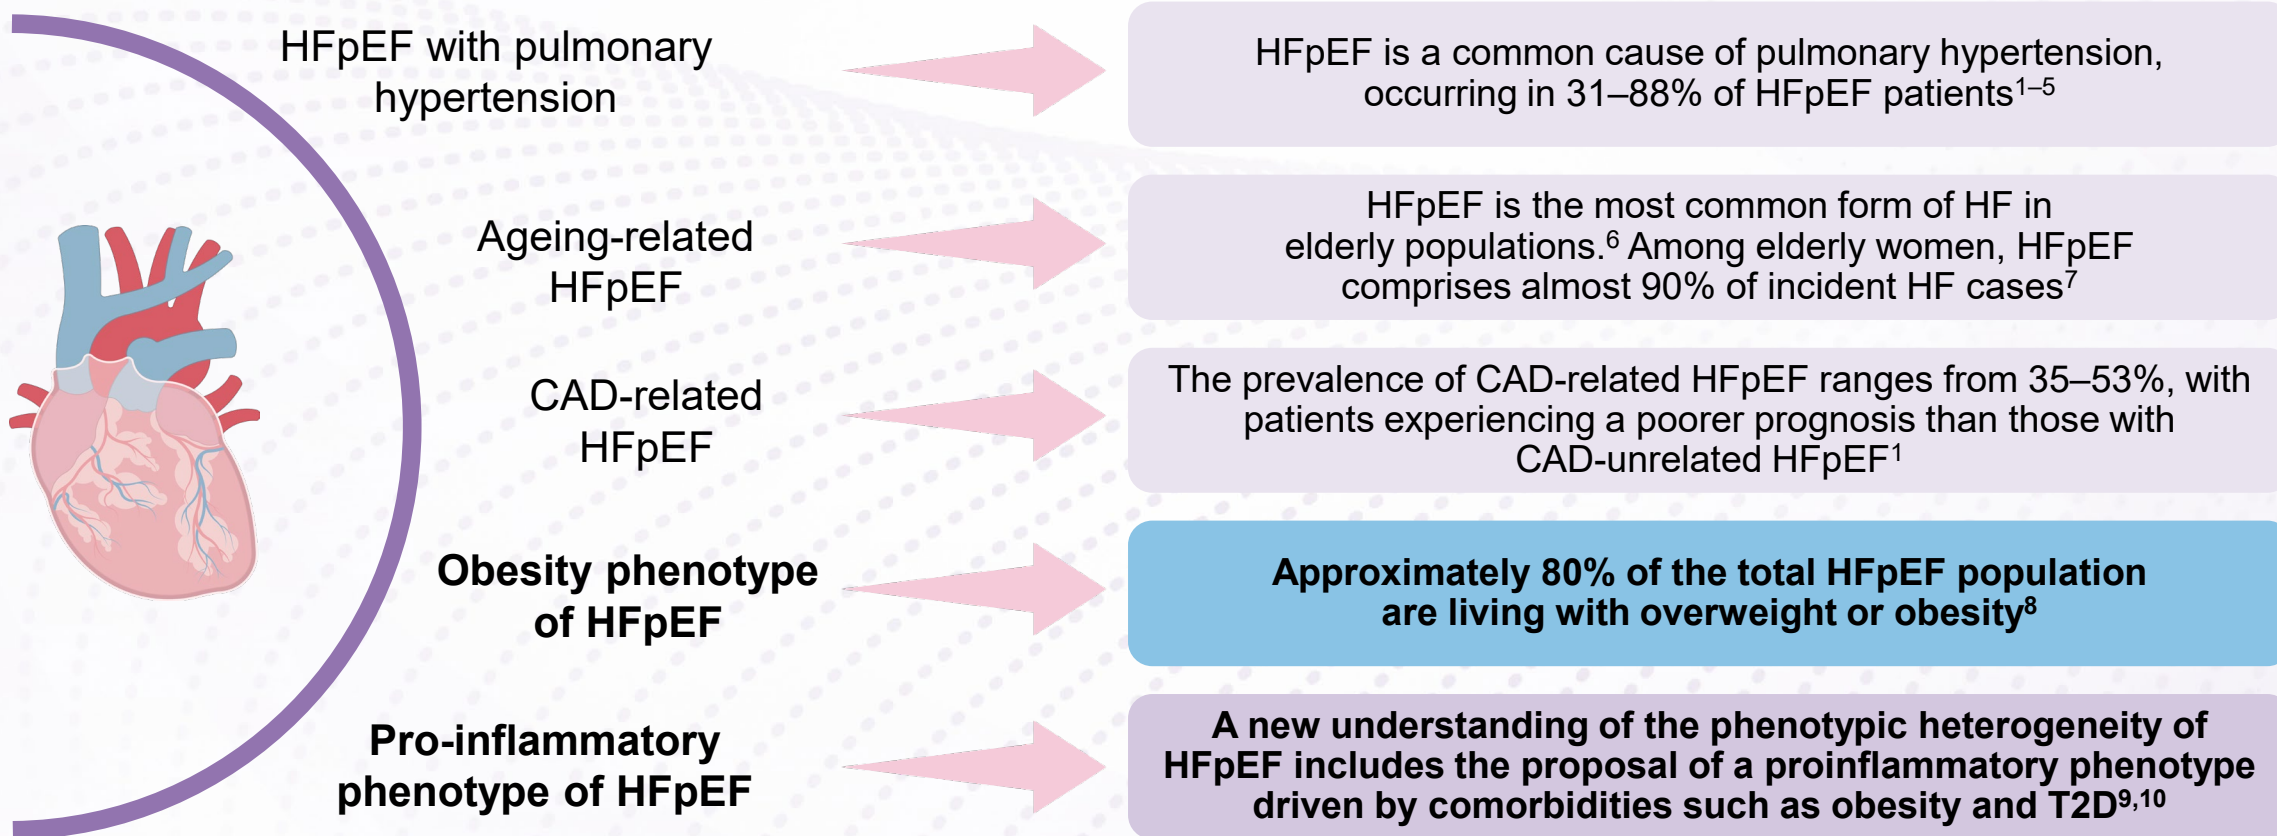 HFpEF with pulmonary
hypertension
HFpEF is a common cause of pulmonary hypertension,
occurring in 31–88% of HFpEF patients¹⁻⁵
Ageing-related
HFpEF
HFpEF is the most common form of HF in
elderly populations.⁶ Among elderly women, HFpEF
comprises almost 90% of incident HF cases⁷
CAD-related
HFpEF
The prevalence of CAD-related HFpEF ranges from 35–53%, with
patients experiencing a poorer prognosis than those with
CAD-unrelated HFpEF¹
Obesity phenotype
of HFpEF
Approximately 80% of the total HFpEF population
are living with overweight or obesity⁸
Pro-inflammatory
phenotype of HFpEF
A new understanding of the phenotypic heterogeneity of
HFpEF includes the proposal of a proinflammatory phenotype
driven by comorbidities such as obesity and T2D⁹,¹⁰